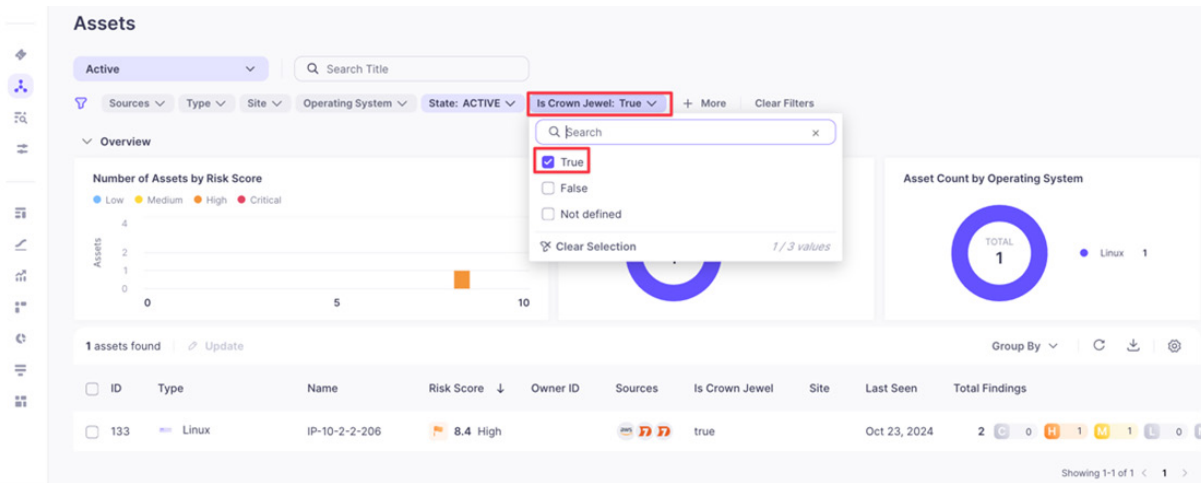 Assets
Active
Search Title
Sources Type Site Operating System State: ACTIVE Is Crown Jewel: True + More Clear Filters
Search
True
False
Not defined
Clear Selection 1 / 3 values
Overview
Number of Assets by Risk Score
Low Medium High Critical
Assets
4
2
1
0
0 5 10
Asset Count by Operating System
TOTAL
1
Linux 1
1 assets found Update Group By
ID Type Name Risk Score Owner ID Sources Is Crown Jewel Site Last Seen Total Findings
133 Linux IP-10-2-2-206 8.4 High aws true Oct 23, 2024 2 C 0 H 1 M 1 L 0
Showing 1-1 of 1 < 1 >